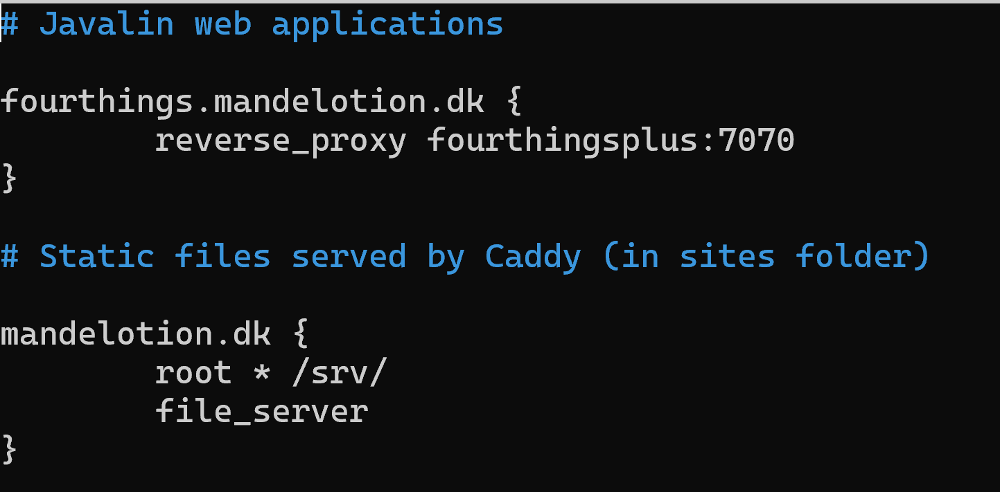 # Javalin web applications
fourthings.mandelotion.dk {
        reverse_proxy fourthingsplus:7070
}
# Static files served by Caddy (in sites folder)
mandelotion.dk {
        root * /srv/
        file_server
}